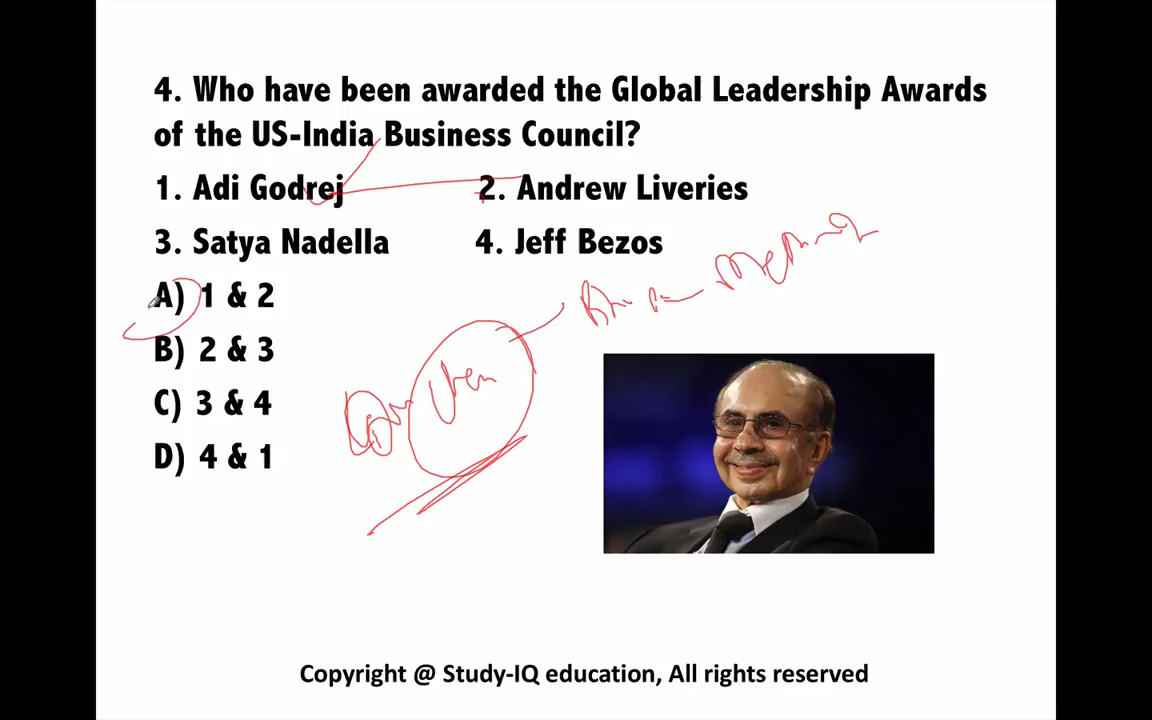 4. Who have been awarded the Global Leadership Awards
of the US-India Business Council?
1. Adi Godrej 2. Andrew Liveries
3. Satya Nadella 4. Jeff Bezos
A) 1 & 2
B) 2 & 3
C) 3 & 4
D) 4 & 1
Copyright @ Study-IQ education, All rights reserved